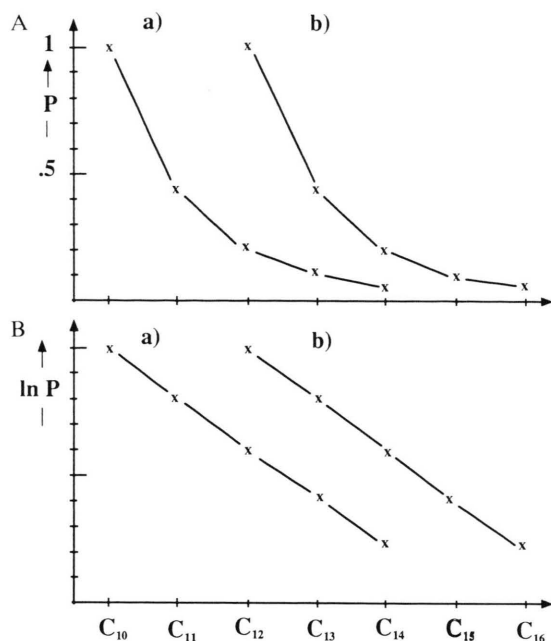 A
a)
b)
1
P
.5
B
a)
b)
ln P
C₁₀ C₁₁ C₁₂ C₁₃ C₁₄ C₁₅ C₁₆